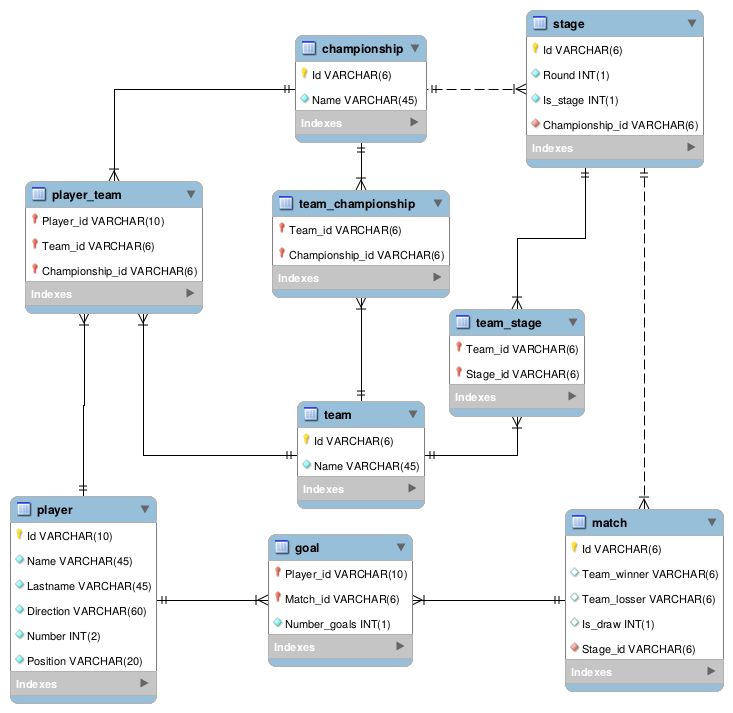 stage
Id VARCHAR(6)
Round INT(1)
Is_stage INT(1)
Championship_id VARCHAR(6)
Indexes
championship
Id VARCHAR(6)
Name VARCHAR(45)
Indexes
player_team
Player_id VARCHAR(10)
Team_id VARCHAR(6)
Championship_id VARCHAR(6)
Indexes
team_championship
Team_id VARCHAR(6)
Championship_id VARCHAR(6)
Indexes
team_stage
Team_id VARCHAR(6)
Stage_id VARCHAR(6)
Indexes
team
Id VARCHAR(6)
Name VARCHAR(45)
Indexes
player
Id VARCHAR(10)
Name VARCHAR(45)
Lastname VARCHAR(45)
Direction VARCHAR(60)
Number INT(2)
Position VARCHAR(20)
Indexes
goal
Player_id VARCHAR(10)
Match_id VARCHAR(6)
Number_goals INT(1)
Indexes
match
Id VARCHAR(6)
Team_winner VARCHAR(6)
Team_losser VARCHAR(6)
Is_draw INT(1)
Stage_id VARCHAR(6)
Indexes